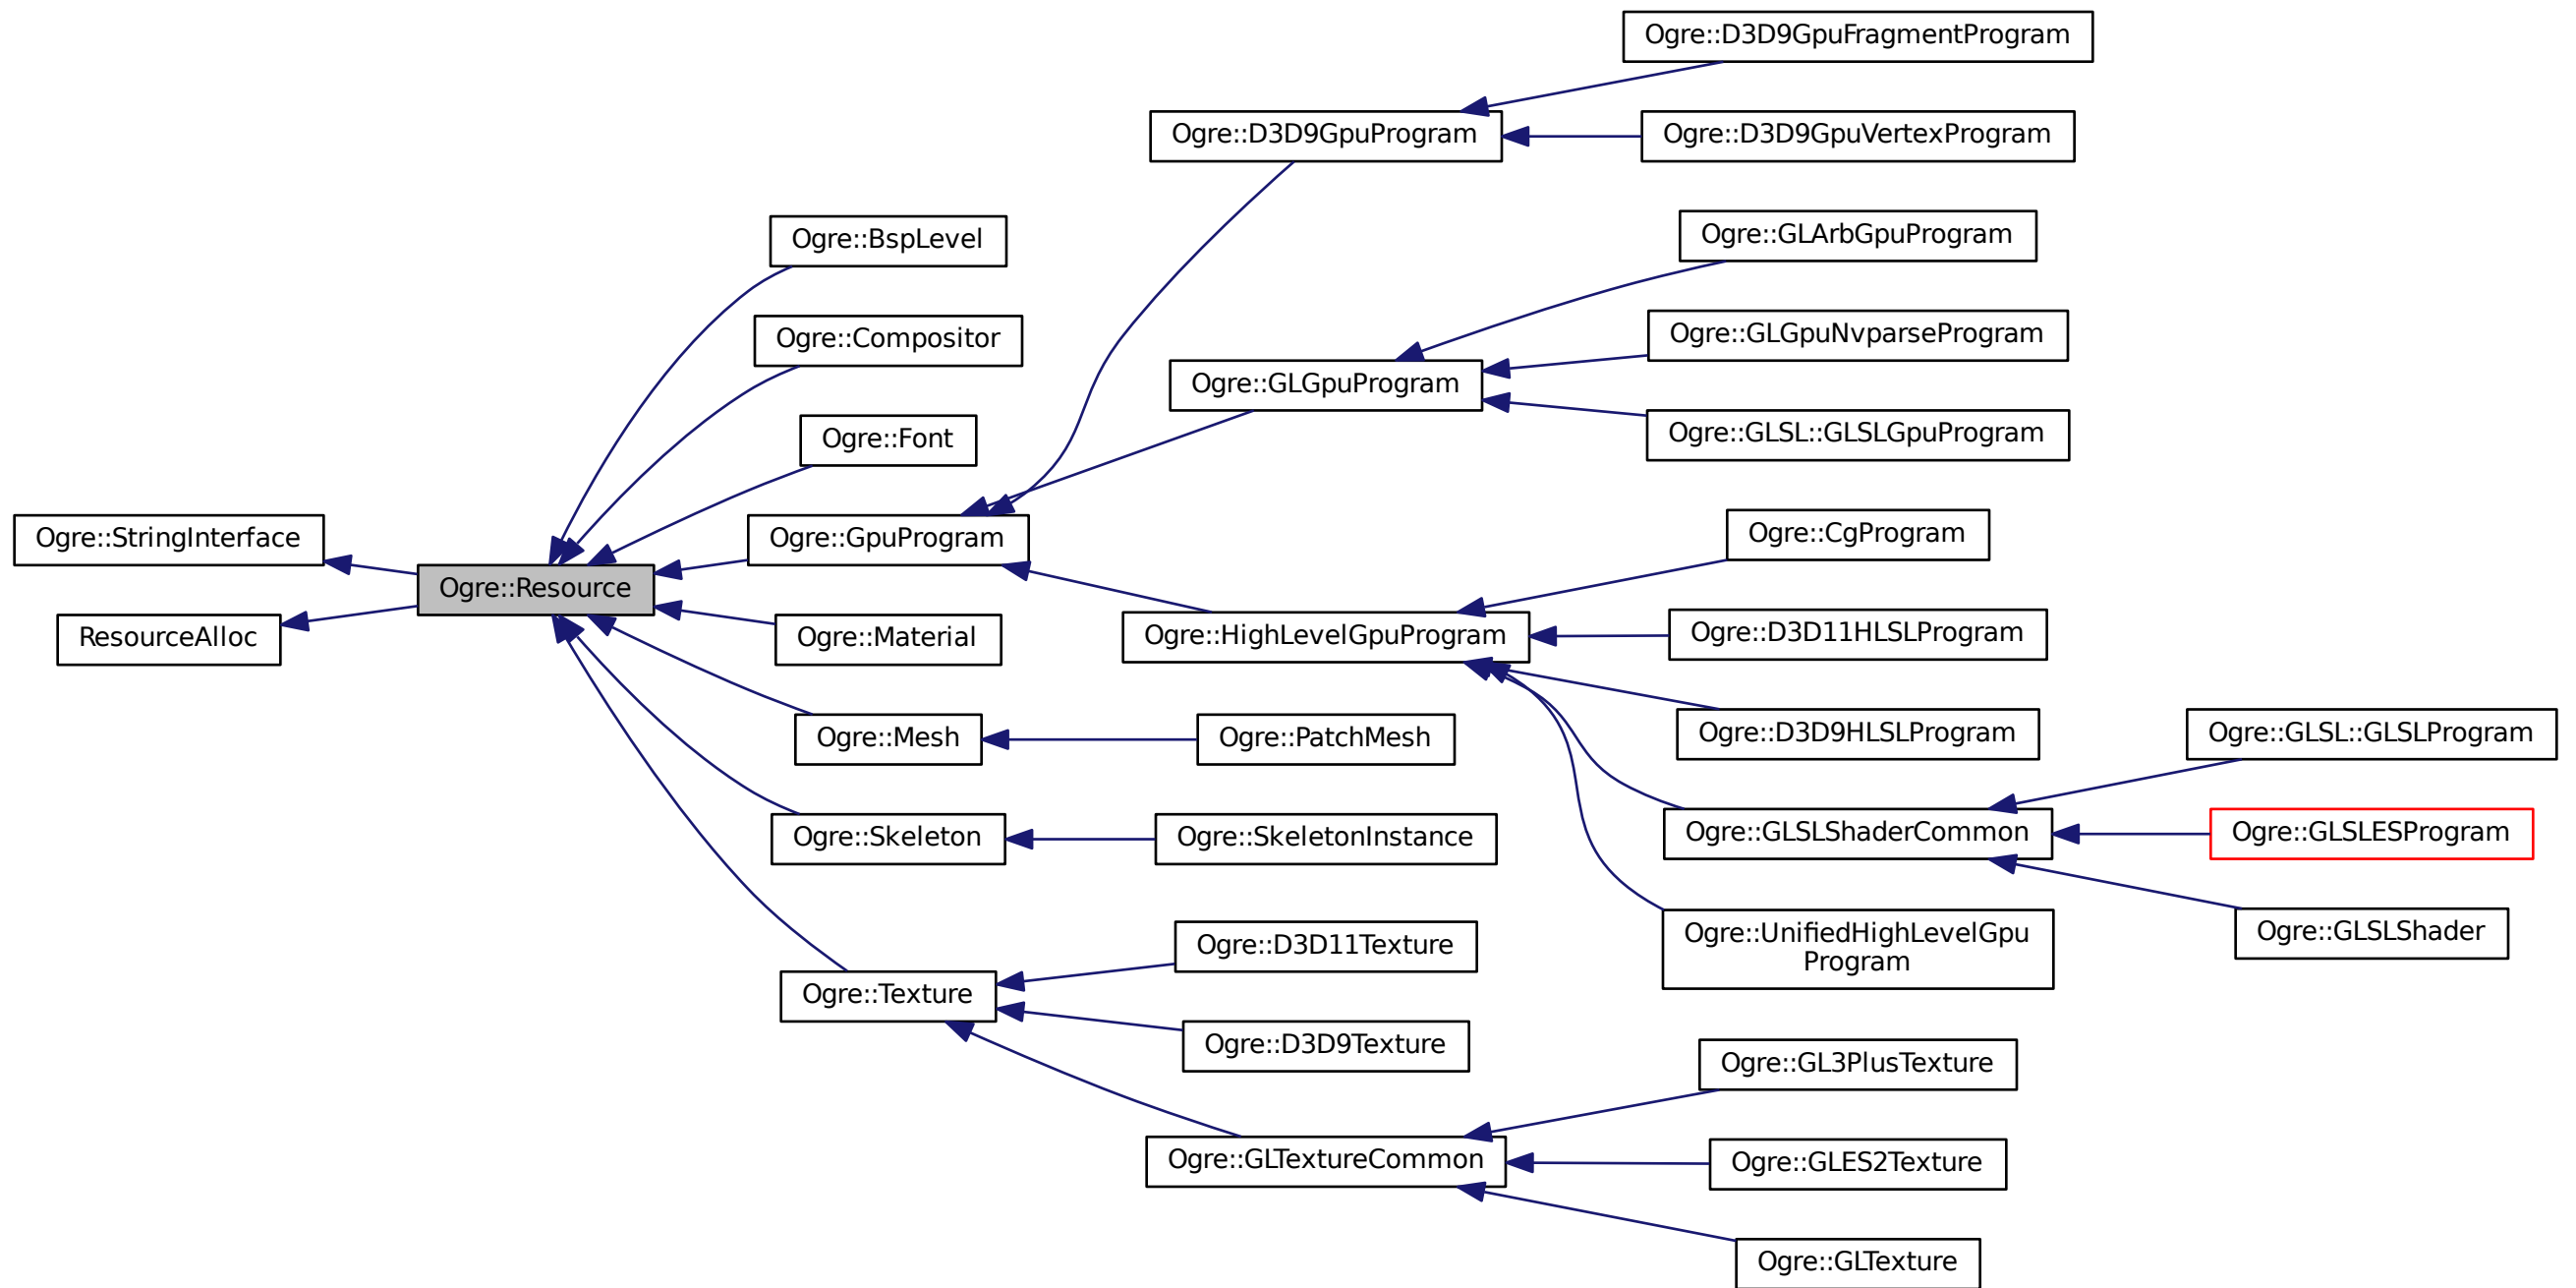 Ogre::D3D9GpuFragmentProgram
Ogre::D3D9GpuProgram
Ogre::D3D9GpuVertexProgram
Ogre::BspLevel
Ogre::GLArbGpuProgram
Ogre::Compositor
Ogre::GLGpuNvparseProgram
Ogre::GLGpuProgram
Ogre::Font
Ogre::GLSL::GLSLGpuProgram
Ogre::StringInterface
Ogre::GpuProgram
Ogre::CgProgram
Ogre::Resource
ResourceAlloc
Ogre::Material
Ogre::HighLevelGpuProgram
Ogre::D3D11HLSLProgram
Ogre::Mesh
Ogre::PatchMesh
Ogre::D3D9HLSLProgram
Ogre::GLSL::GLSLProgram
Ogre::Skeleton
Ogre::SkeletonInstance
Ogre::GLSLShaderCommon
Ogre::GLSLESProgram
Ogre::UnifiedHighLevelGpu
Program
Ogre::GLSLShader
Ogre::D3D11Texture
Ogre::Texture
Ogre::D3D9Texture
Ogre::GL3PlusTexture
Ogre::GLTextureCommon
Ogre::GLES2Texture
Ogre::GLTexture